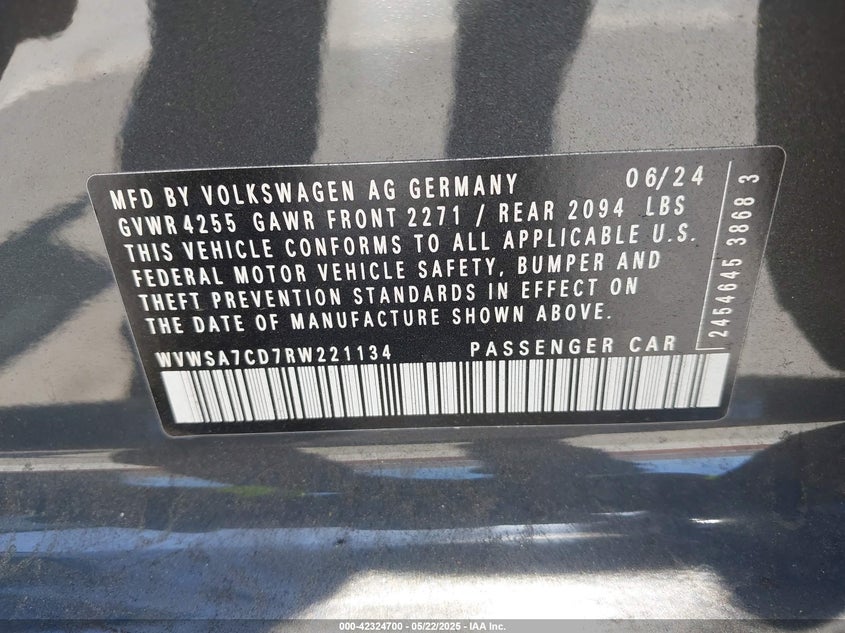 MFD BY VOLKSWAGEN AG GERMANY 06/24
GVWR 4255 GAWR FRONT 2271 / REAR 2094 LBS
THIS VEHICLE CONFORMS TO ALL APPLICABLE U.S.
FEDERAL MOTOR VEHICLE SAFETY, BUMPER AND
THEFT PREVENTION STANDARDS IN EFFECT ON
THE DATE OF MANUFACTURE SHOWN ABOVE.
WVWSA7CD7RW221134 PASSENGER CAR
2454645 3868 3
000-42324700 — 05/22/2025 — IAA Inc.